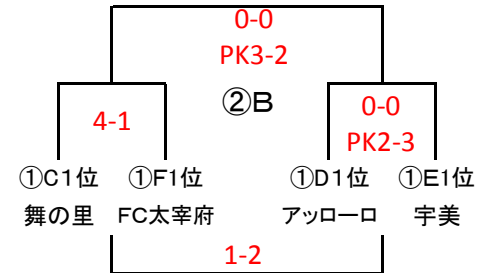 0-0
PK3-2
②B
4-1
0-0
PK2-3
①C1位 ①F1位 ①D1位 ①E1位
舞の里 FC太宰府 アッローロ 宇美
1-2